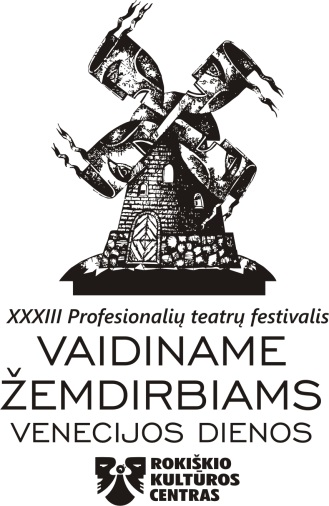 XXXIII Profesionalių teatrų festivalis
VAIDINAME
ŽEMDIRBIAMS
VENECIJOS DIENOS
ROKIŠKIO
KULTŪROS
CENTRAS